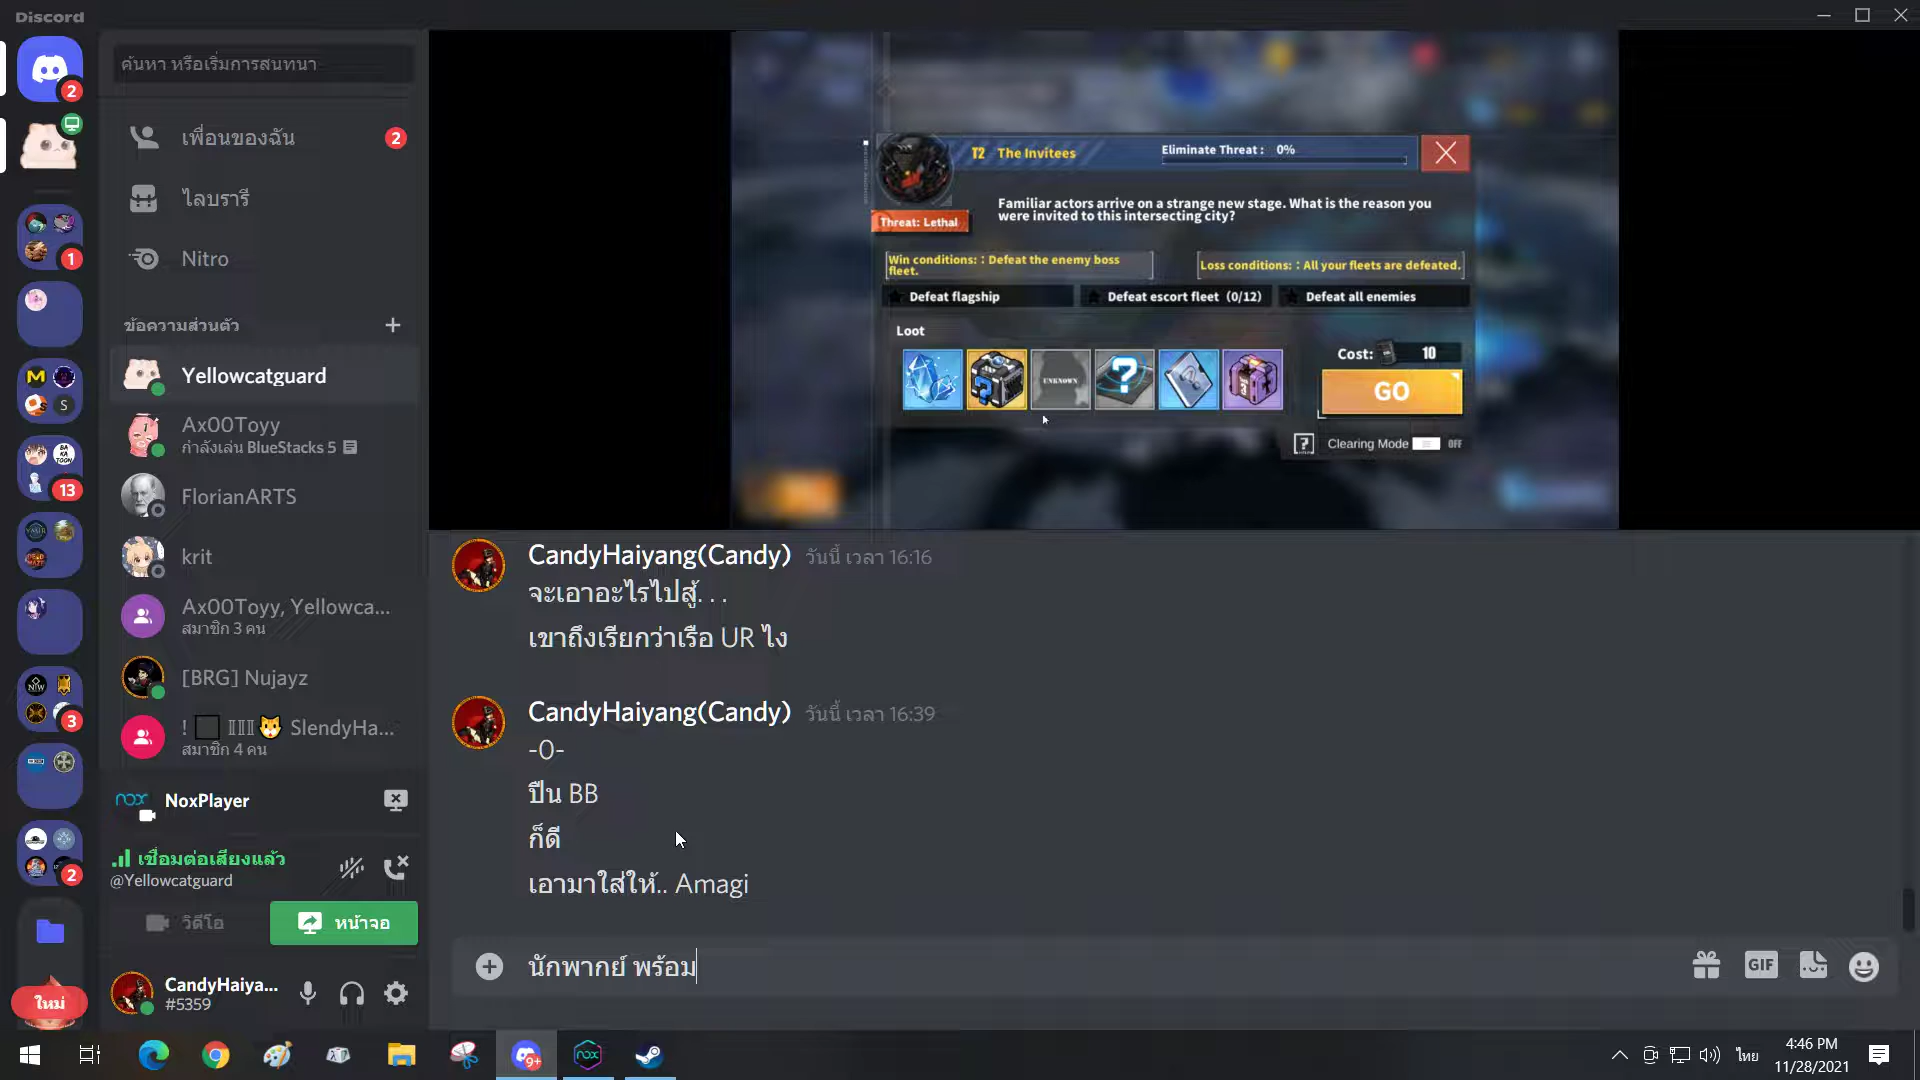 Discord
ค้นหา หรือเริ่มการสนทนา
2
เพื่อนของฉัน
2
ไลบรารี
Nitro
1
ข้อความส่วนตัว
Yellowcatguard
Ax00Toyy
กำลังเล่น BlueStacks 5
S
FlorianARTS
13
krit
Ax00Toyy, Yellowca...
สมาชิก 3 คน
[BRG] Nujayz
3
SlendyHa...
สมาชิก 4 คน
nox
NoxPlayer
เชื่อมต่อเสียงแล้ว
@Yellowcatguard
2
วิดีโอ
หน้าจอ
CandyHaiya...
#5359
ใหม่
T2 The Invitees
Eliminate Threat : 0%
Threat: Lethal
Familiar actors arrive on a strange new stage. What is the reason you
were invited to this intersecting city?
Win conditions: : Defeat the enemy boss
fleet.
Loss conditions: : All your fleets are defeated.
Defeat flagship
Defeat escort fleet (0/12)
Defeat all enemies
Loot
UNKNOWN
Cost: 10
GO
Clearing Mode OFF
CandyHaiyang(Candy) วันนี้ เวลา 16:16
จะเอาอะไรไปสู้. . .
เขาถึงเรียกว่าเรือ UR ไง
CandyHaiyang(Candy) วันนี้ เวลา 16:39
-0-
ปืน BB
ก็ดี
เอามาใส่ให้.. Amagi
นักพากย์ พร้อม
GIF
9+
nox
ไทย
4:46 PM
11/28/2021